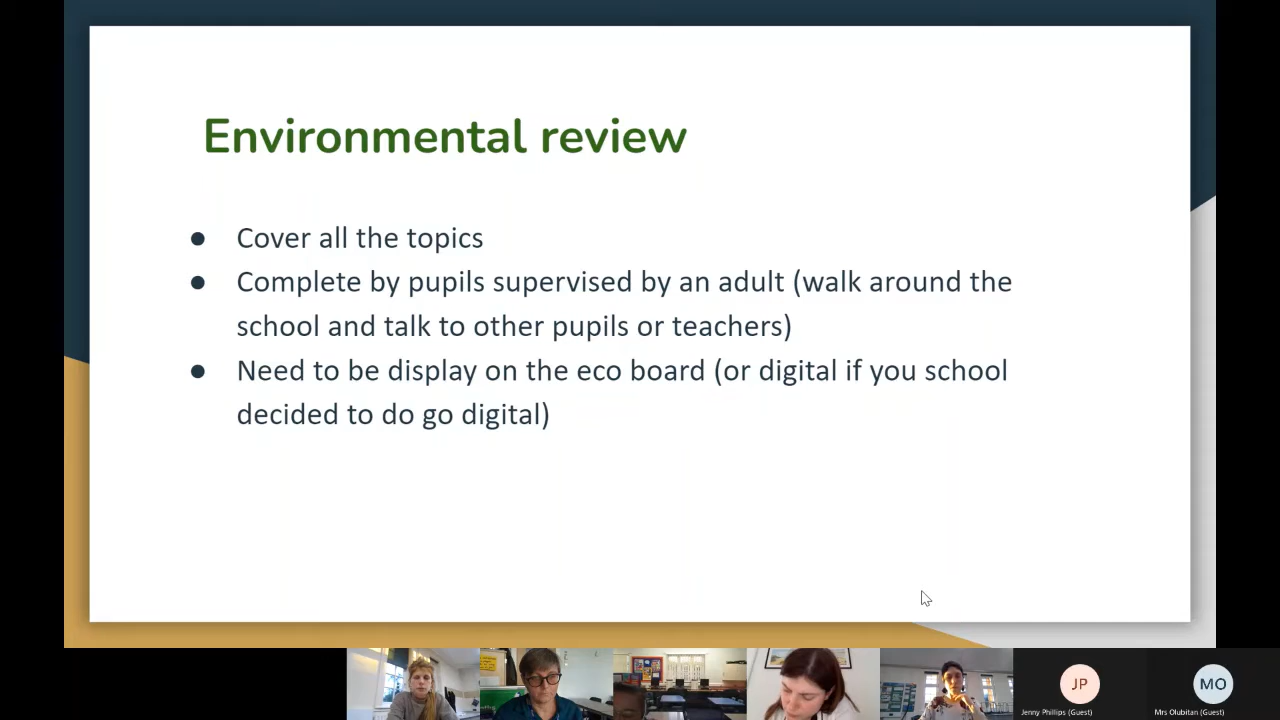 Environmental review
● Cover all the topics
● Complete by pupils supervised by an adult (walk around the
school and talk to other pupils or teachers)
● Need to be display on the eco board (or digital if you school
decided to do go digital)
JP
MO
Jenny Phillips (Guest)
Mrs Olubitan (Guest)